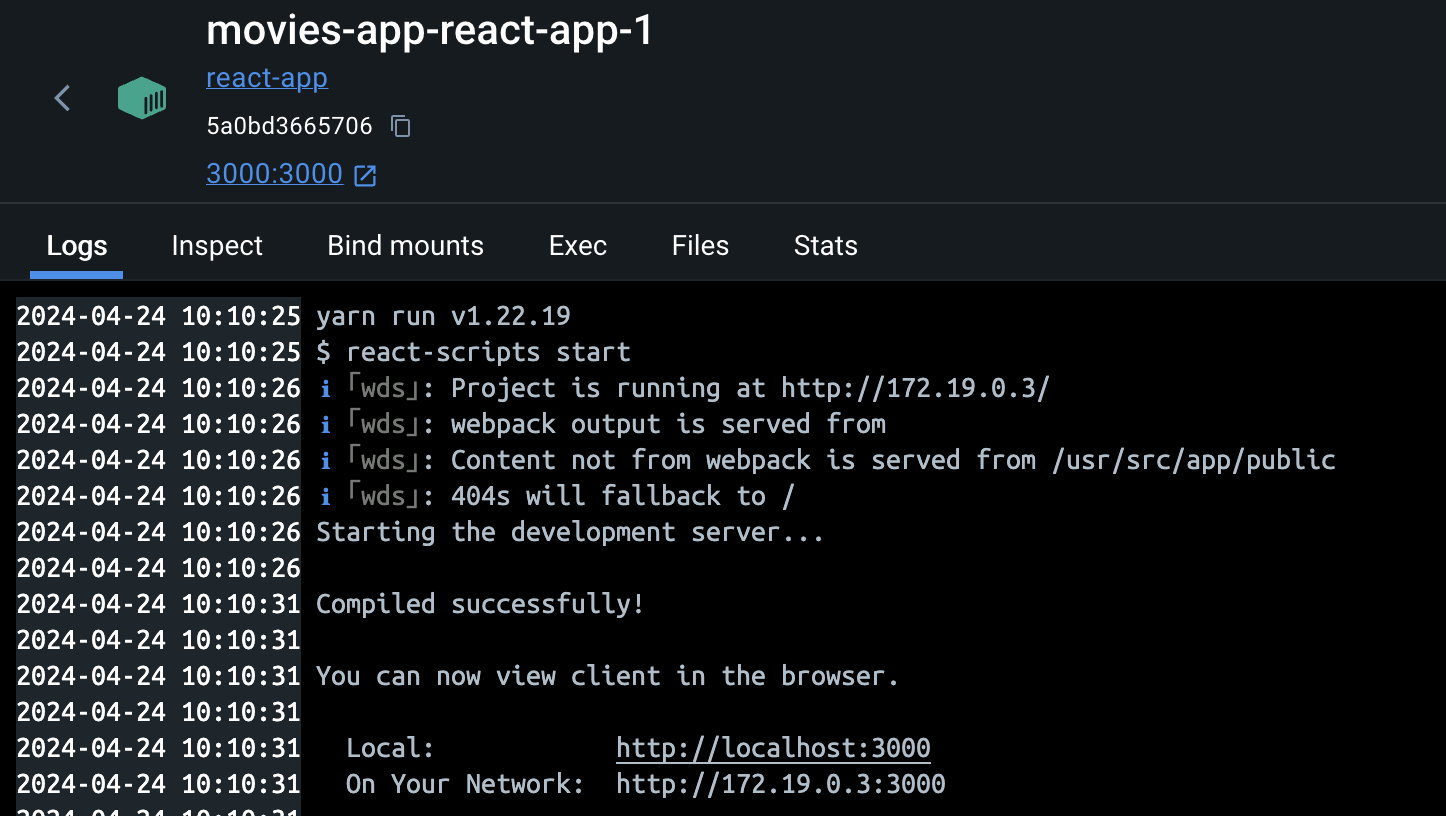 movies-app-react-app-1
react-app
5a0bd3665706
3000:3000
Logs Inspect Bind mounts Exec Files Stats
2024-04-24 10:10:25 yarn run v1.22.19
2024-04-24 10:10:25 $ react-scripts start
2024-04-24 10:10:26 ℹ ｢wds｣: Project is running at http://172.19.0.3/
2024-04-24 10:10:26 ℹ ｢wds｣: webpack output is served from
2024-04-24 10:10:26 ℹ ｢wds｣: Content not from webpack is served from /usr/src/app/public
2024-04-24 10:10:26 ℹ ｢wds｣: 404s will fallback to /
2024-04-24 10:10:26 Starting the development server...
2024-04-24 10:10:26
2024-04-24 10:10:31 Compiled successfully!
2024-04-24 10:10:31
2024-04-24 10:10:31 You can now view client in the browser.
2024-04-24 10:10:31
2024-04-24 10:10:31 Local: http://localhost:3000
2024-04-24 10:10:31 On Your Network: http://172.19.0.3:3000
2024-04-24 10:10:31